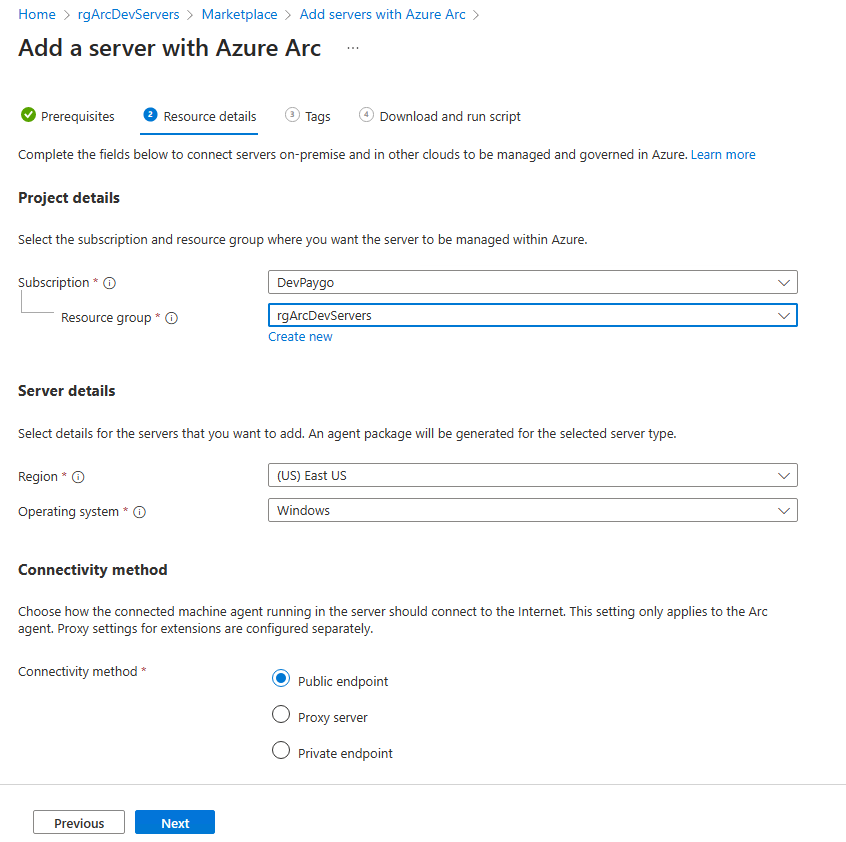 Home > rgArcDevServers > Marketplace > Add servers with Azure Arc >
Add a server with Azure Arc ...
Prerequisites 2 Resource details 3 Tags 4 Download and run script
Complete the fields below to connect servers on-premise and in other clouds to be managed and governed in Azure. Learn more
Project details
Select the subscription and resource group where you want the server to be managed within Azure.
Subscription * DevPaygo
Resource group * rgArcDevServers
Create new
Server details
Select details for the servers that you want to add. An agent package will be generated for the selected server type.
Region * (US) East US
Operating system * Windows
Connectivity method
Choose how the connected machine agent running in the server should connect to the Internet. This setting only applies to the Arc
agent. Proxy settings for extensions are configured separately.
Connectivity method *
Public endpoint
Proxy server
Private endpoint
Previous Next